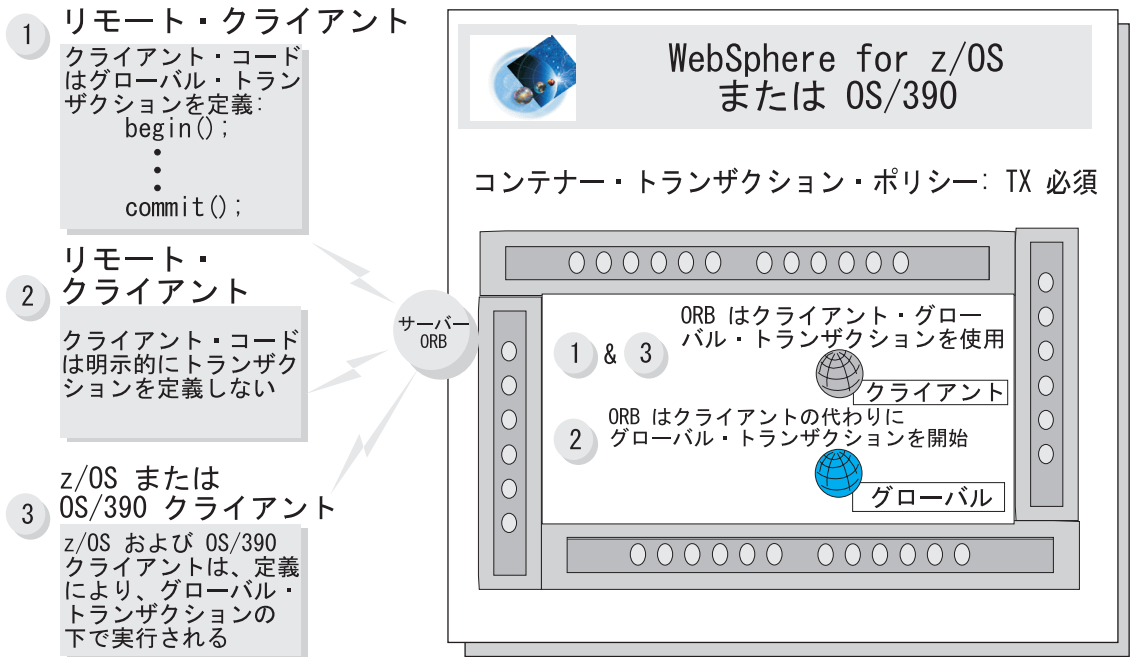 1
リモート・クライアント
クライアント・コード
はグローバル・トラン
ザクションを定義:
begin();
・
・
・
commit();
2
リモート・
クライアント
クライアント・コード
は明示的にトランザク
ションを定義しない
3
z/OS または
OS/390 クライアント
z/OS および OS/390
クライアントは、定義
により、グローバル・
トランザクションの
下で実行される
サーバー
ORB
WebSphere for z/OS
または OS/390
コンテナー・トランザクション・ポリシー: TX 必須
1 & 3
ORB はクライアント・グロー
バル・トランザクションを使用
クライアント
2
ORB はクライアントの代わりに
グローバル・トランザクションを開始
グローバル